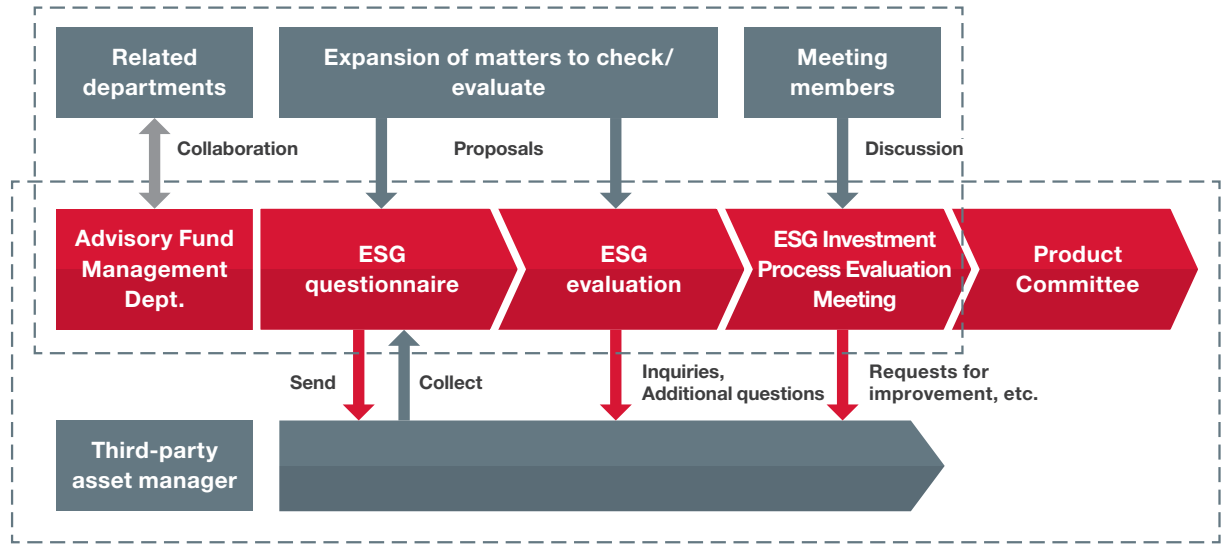 Related
departments
Expansion of matters to check/
evaluate
Meeting
members
Collaboration
Proposals
Discussion
Advisory Fund
Management
Dept.
ESG
questionnaire
ESG
evaluation
ESG Investment
Process Evaluation
Meeting
Product
Committee
Send
Collect
Inquiries,
Additional questions
Requests for
improvement, etc.
Third-party
asset manager